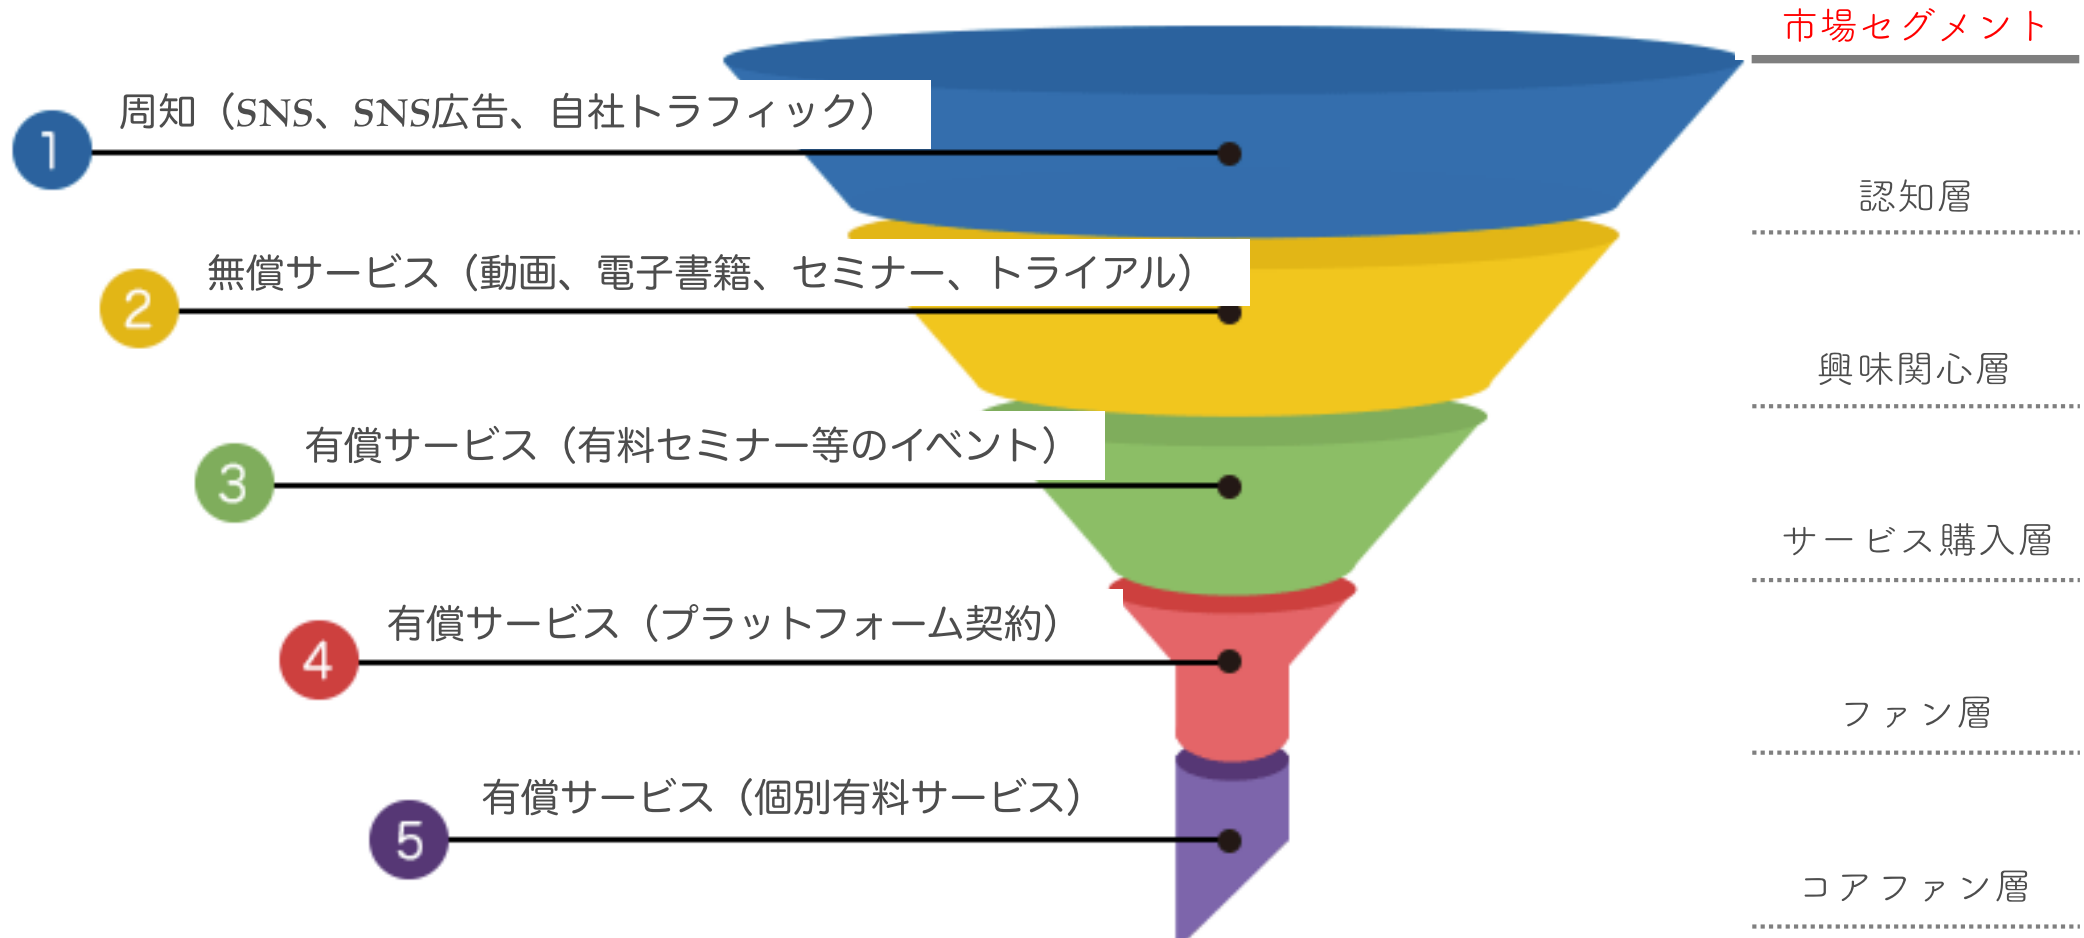 市場セグメント
1
周知（SNS、SNS広告、自社トラフィック）
認知層
2
無償サービス（動画、電子書籍、セミナー、トライアル）
興味関心層
3
有償サービス（有料セミナー等のイベント）
サービス購入層
4
有償サービス（プラットフォーム契約）
ファン層
5
有償サービス（個別有料サービス）
コアファン層